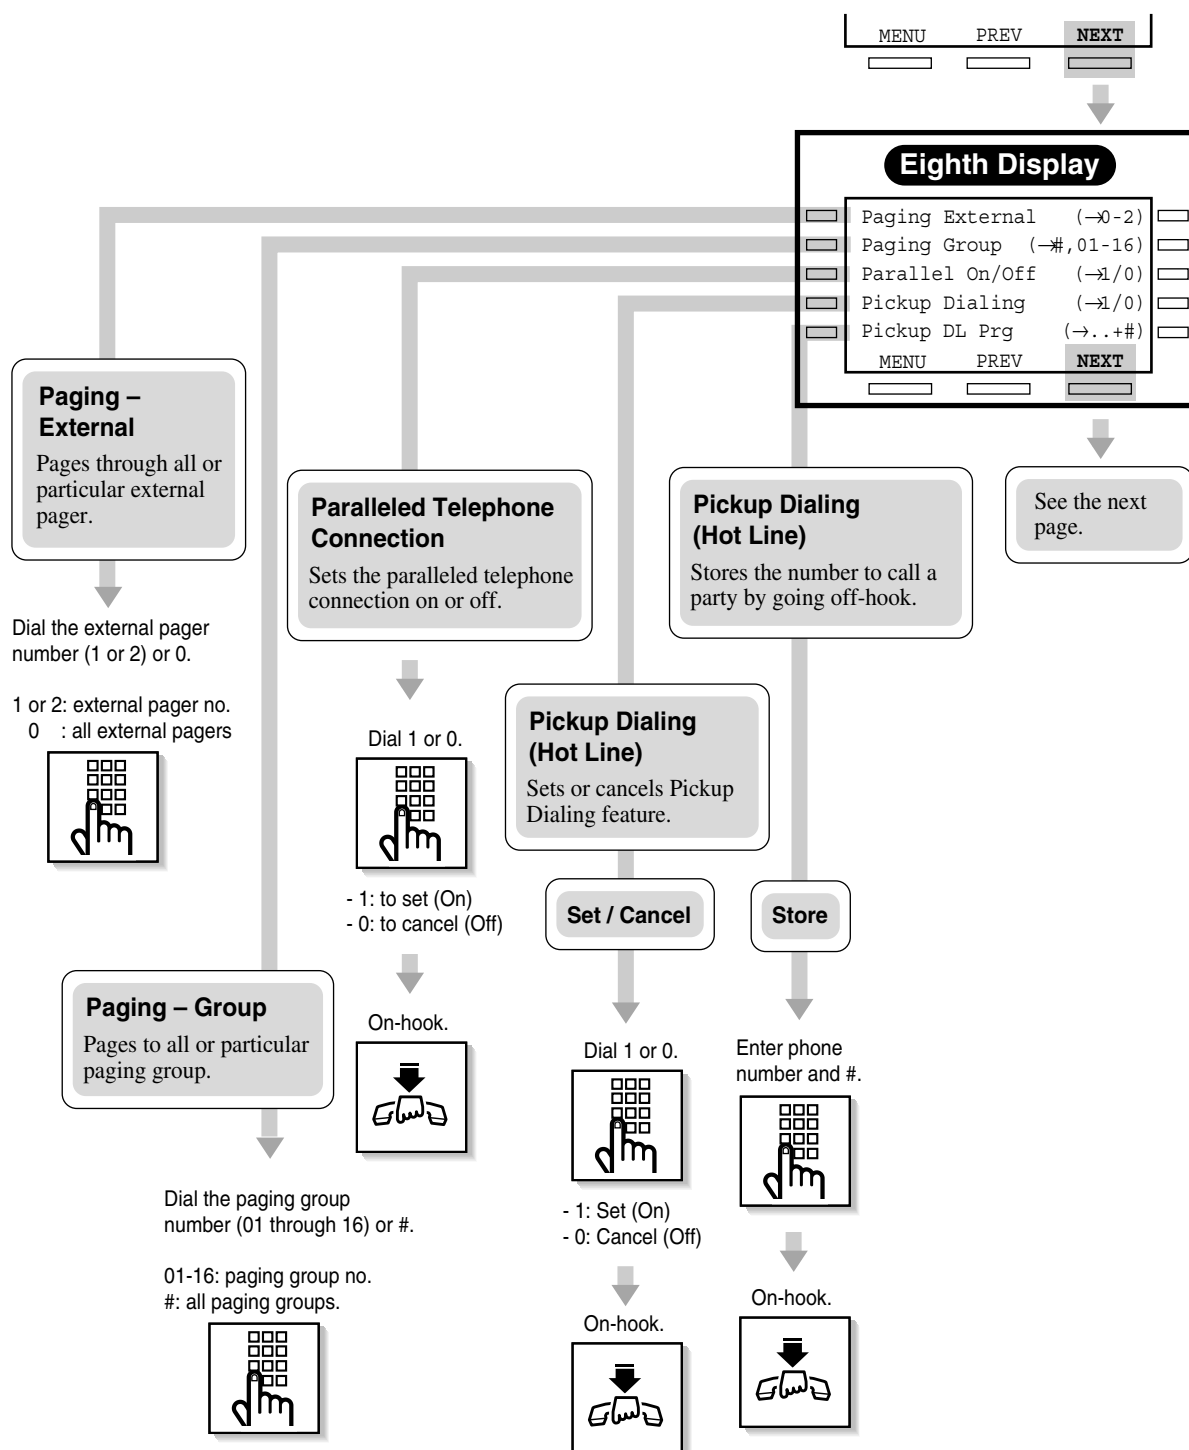 MENU PREV NEXT
Eighth Display
Paging External (→0-2)
Paging Group (→#,01-16)
Parallel On/Off (→1/0)
Pickup Dialing (→1/0)
Pickup DL Prg (→..+#)
MENU PREV NEXT
See the next
page.
Paging –
External
Pages through all or
particular external
pager.
Dial the external pager
number (1 or 2) or 0.
1 or 2: external pager no.
0 : all external pagers
Paging – Group
Pages to all or particular
paging group.
Dial the paging group
number (01 through 16) or #.
01-16: paging group no.
#: all paging groups.
Paralleled Telephone
Connection
Sets the paralleled telephone
connection on or off.
Dial 1 or 0.
- 1: to set (On)
- 0: to cancel (Off)
On-hook.
Pickup Dialing
(Hot Line)
Sets or cancels Pickup
Dialing feature.
Set / Cancel
Dial 1 or 0.
- 1: Set (On)
- 0: Cancel (Off)
On-hook.
Pickup Dialing
(Hot Line)
Stores the number to call a
party by going off-hook.
Store
Enter phone
number and #.
On-hook.